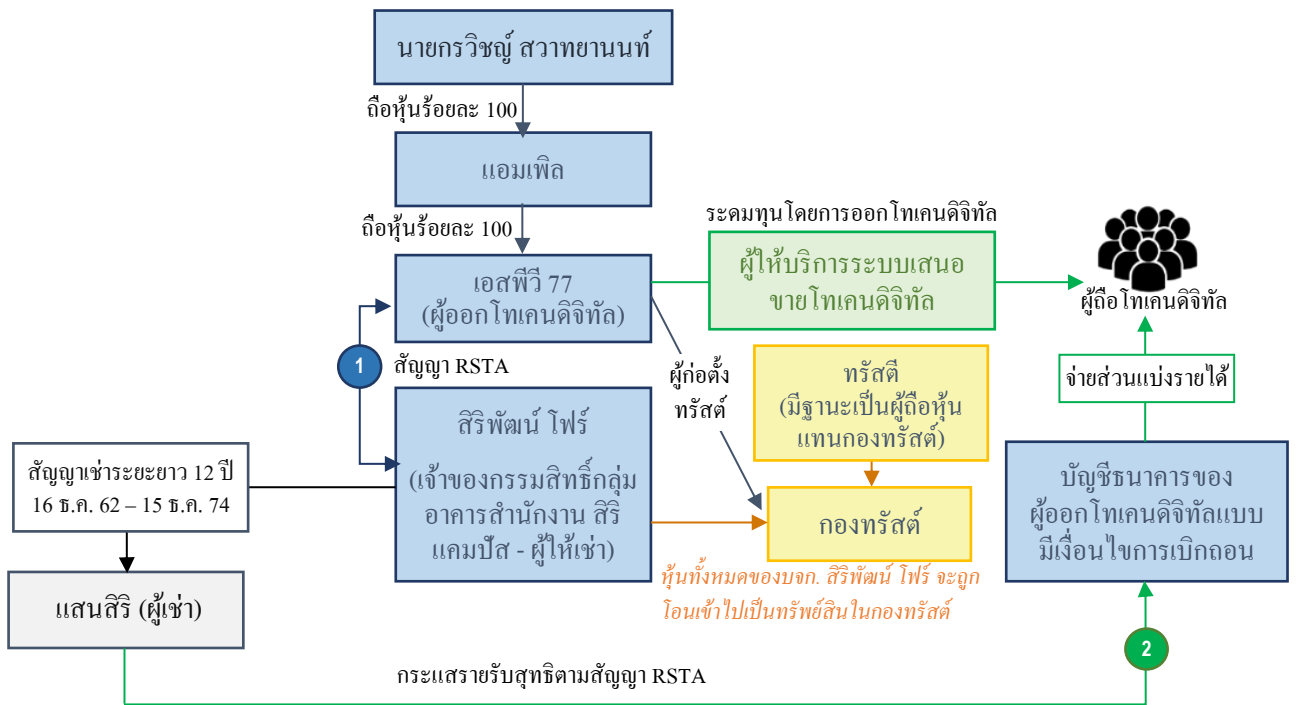 นายกรวิชญ์ สวาทยานนท์
ถือหุ้นร้อยละ 100
แอมเพิล
ถือหุ้นร้อยละ 100
ระดมทุนโดยการออกโทเคนดิจิทัล
เอสพีวี 77
(ผู้ออกโทเคนดิจิทัล)
ผู้ให้บริการระบบเสนอ
ขายโทเคนดิจิทัล
ผู้ถือโทเคนดิจิทัล
1
สัญญา RSTA
ผู้ก่อตั้ง
ทรัสต์
ทรัสตี
(มีฐานะเป็นผู้ถือหุ้น
แทนกองทรัสต์)
จ่ายส่วนแบ่งรายได้
สิริพัฒน์ โฟร์
(เจ้าของกรรมสิทธิ์กลุ่ม
อาคารสำนักงาน สิริ
แคมปัส - ผู้ให้เช่า)
สัญญาเช่าระยะยาว 12 ปี
16 ธ.ค. 62 – 15 ธ.ค. 74
กองทรัสต์
บัญชีธนาคารของ
ผู้ออกโทเคนดิจิทัลแบบ
มีเงื่อนไขการเบิกถอน
หุ้นทั้งหมดของบจก. สิริพัฒน์ โฟร์ จะถูก
โอนเข้าไปเป็นทรัพย์สินในกองทรัสต์
แสนสิริ (ผู้เช่า)
2
กระแสรายรับสุทธิตามสัญญา RSTA